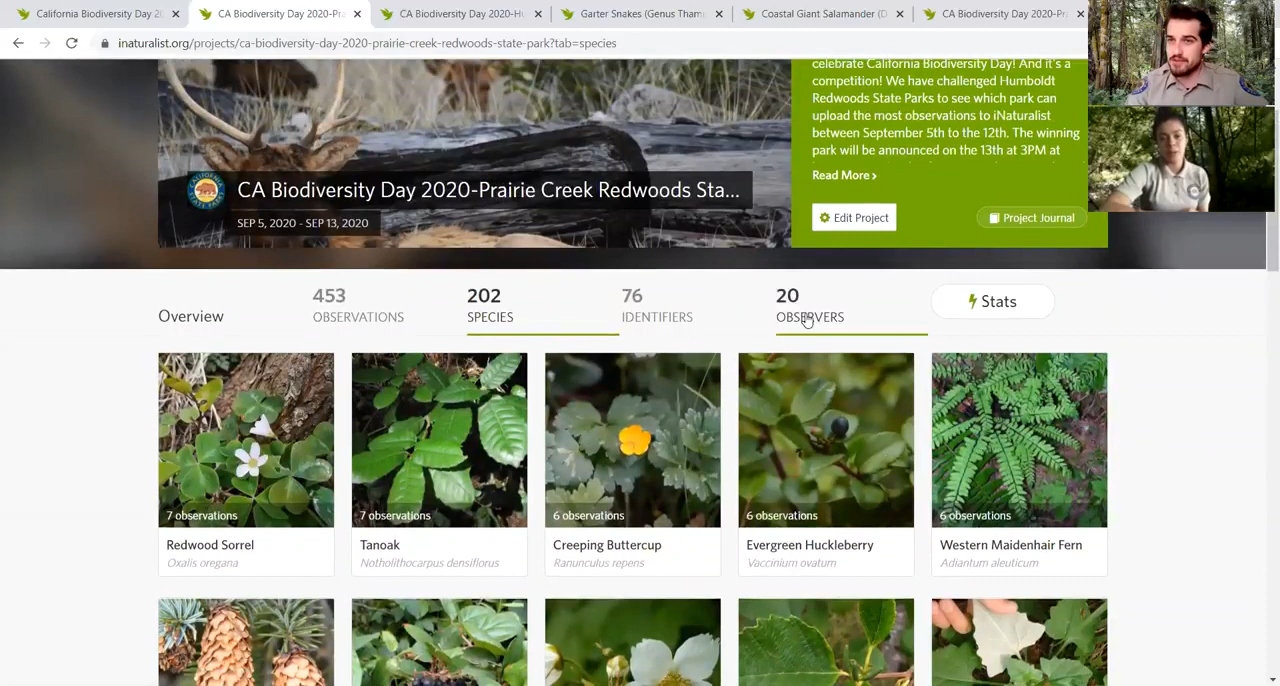 California Biodiversity Day 2
CA Biodiversity Day 2020-Pra
CA Biodiversity Day 2020-Hu
Garter Snakes (Genus Tham
Coastal Giant Salamander (D
CA Biodiversity Day 2020-Pr
inaturalist.org/projects/ca-biodiversity-day-2020-prairie-creek-redwoods-state-park?tab=species
celebrate California Biodiversity Day! And it's a
competition! We have challenged Humboldt
Redwoods State Parks to see which park can
upload the most observations to iNaturalist
between September 5th to the 12th. The winning
park will be announced on the 13th at 3PM at
Read More ›
CA Biodiversity Day 2020-Prairie Creek Redwoods Sta...
SEP 5, 2020 - SEP 13, 2020
Edit Project
Project Journal
Overview
453
OBSERVATIONS
202
SPECIES
76
IDENTIFIERS
20
OBSERVERS
Stats
7 observations
7 observations
6 observations
6 observations
6 observations
Redwood Sorrel
Oxalis oregana
Tanoak
Notholithocarpus densiflorus
Creeping Buttercup
Ranunculus repens
Evergreen Huckleberry
Vaccinium ovatum
Western Maidenhair Fern
Adiantum aleuticum